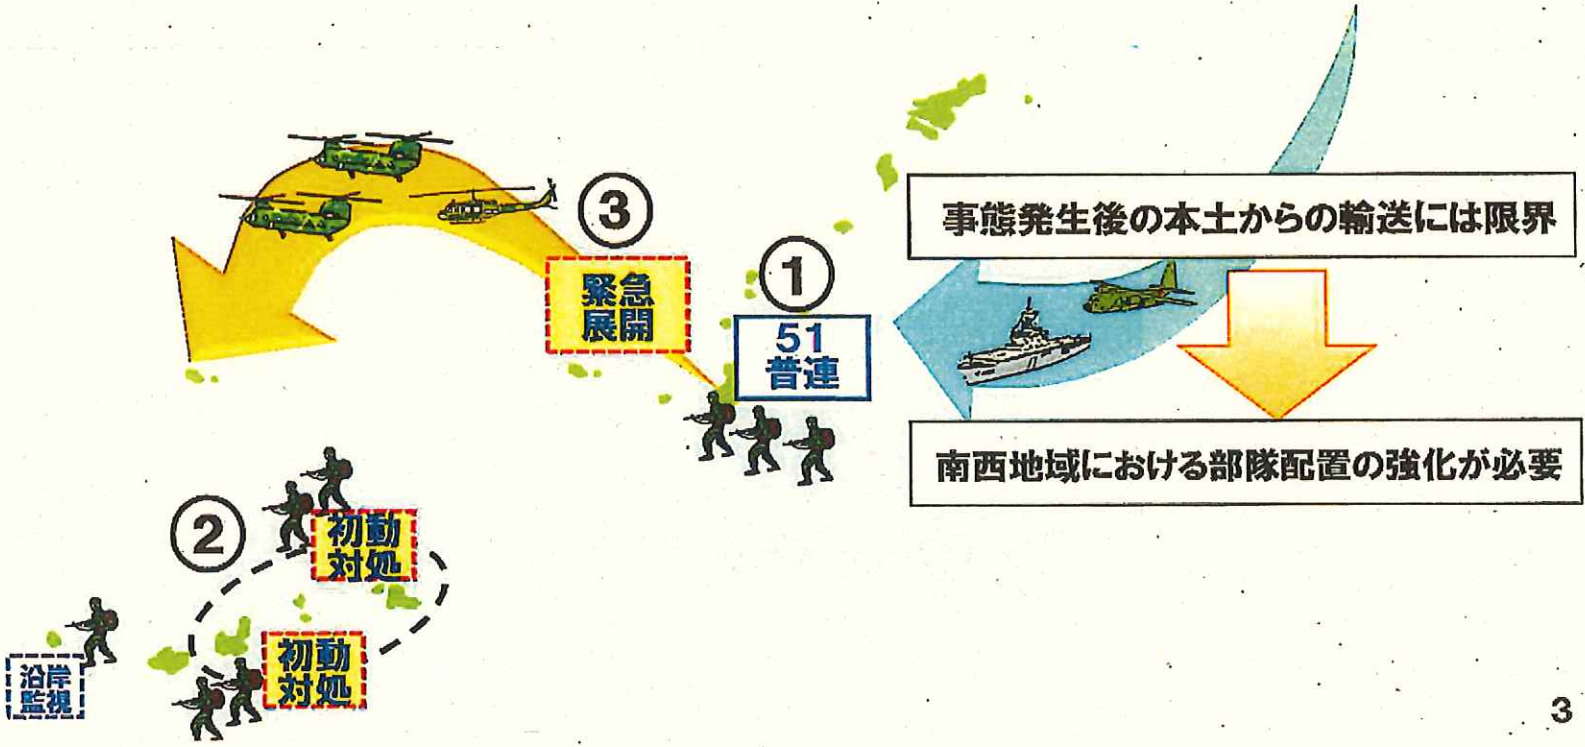 事態発生後の本土からの輸送には限界
③
緊急
展開
①
51
普連
南西地域における部隊配置の強化が必要
②
初動
対処
初動
対処
沿岸
監視
3